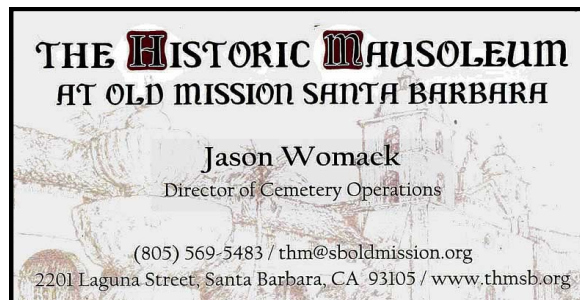 THE HISTORIC MAUSOLEUM
AT OLD MISSION SANTA BARBARA
Jason Womack
Director of Cemetery Operations
(805) 569-5483 / thm@sboldmission.org
2201 Laguna Street, Santa Barbara, CA 93105 / www.thmsb.org